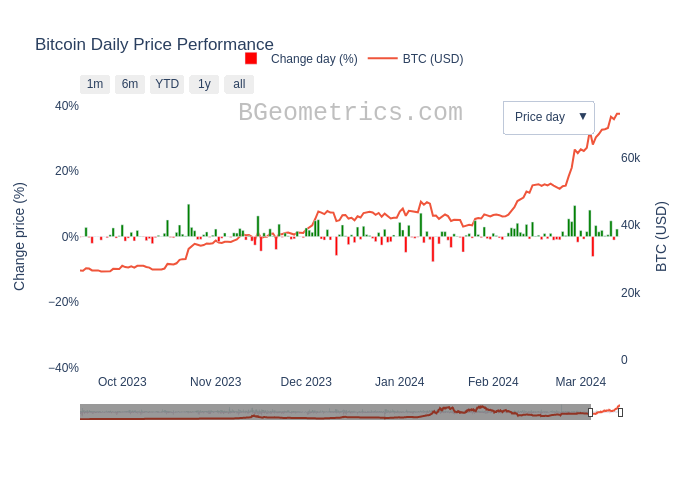 Bitcoin Daily Price Performance
Change day (%)
BTC (USD)
1m
6m
YTD
1y
all
BGeometrics.com
Price day ▼
Change price (%)
40%
20%
0%
−20%
−40%
BTC (USD)
60k
40k
20k
0
Oct 2023
Nov 2023
Dec 2023
Jan 2024
Feb 2024
Mar 2024